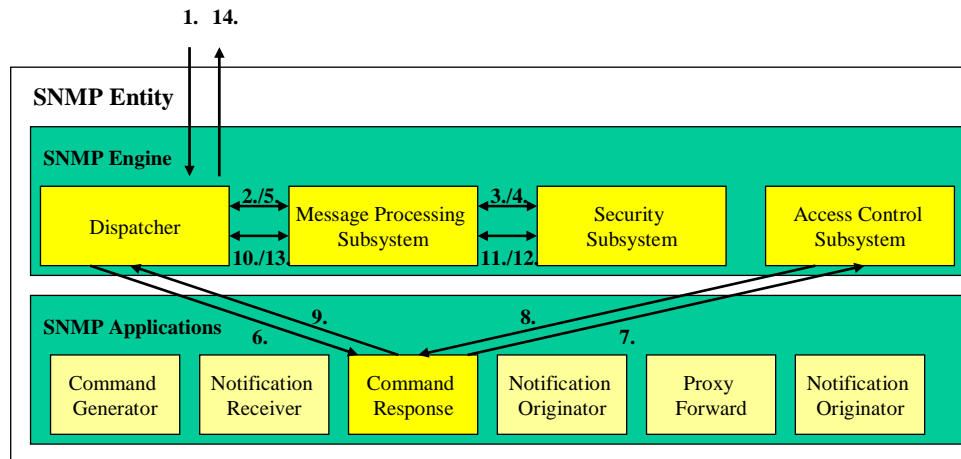 1. 14.
SNMP Entity
SNMP Engine
Dispatcher
2./5.
10./13.
Message Processing
Subsystem
3./4.
11./12.
Security
Subsystem
Access Control
Subsystem
SNMP Applications
6.
9.
8.
7.
Command
Generator
Notification
Receiver
Command
Response
Notification
Originator
Proxy
Forward
Notification
Originator